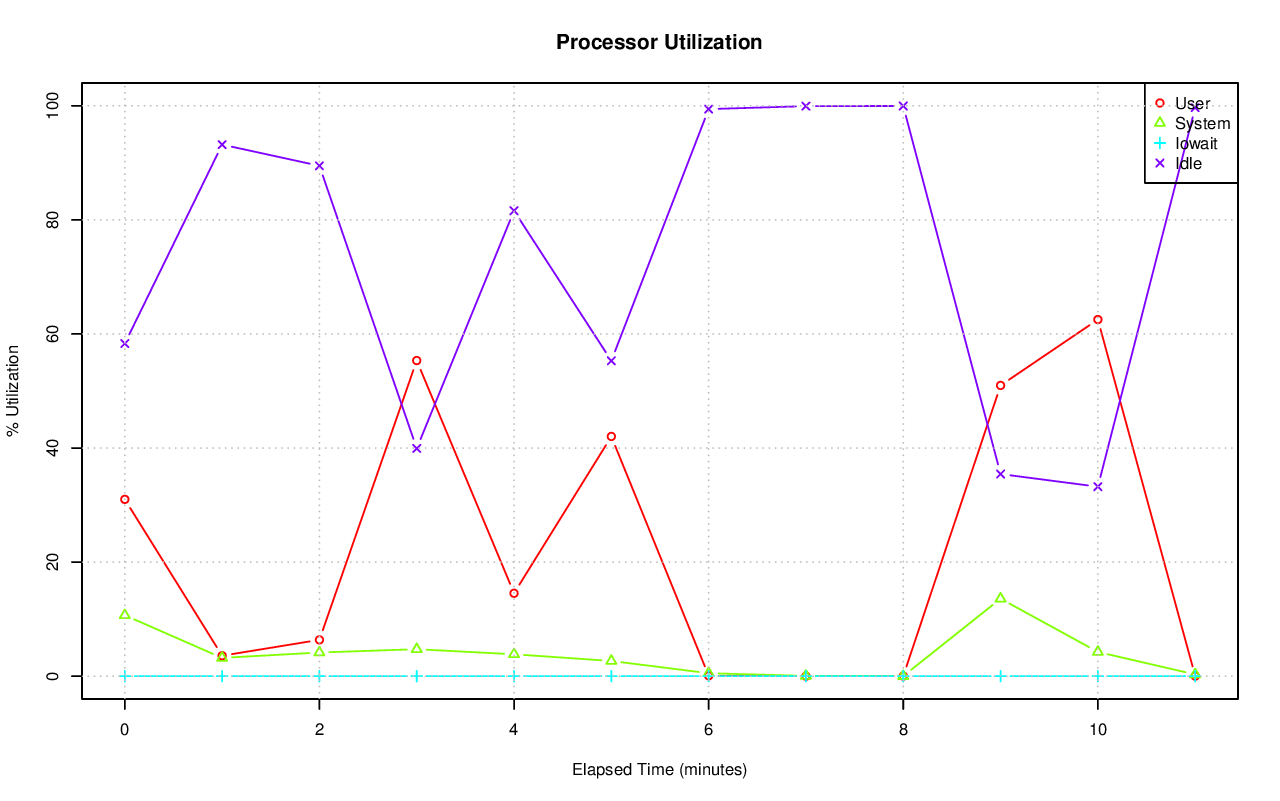 Processor Utilization
% Utilization
100
80
60
40
20
0
User
System
Iowait
Idle
0 2 4 6 8 10
Elapsed Time (minutes)